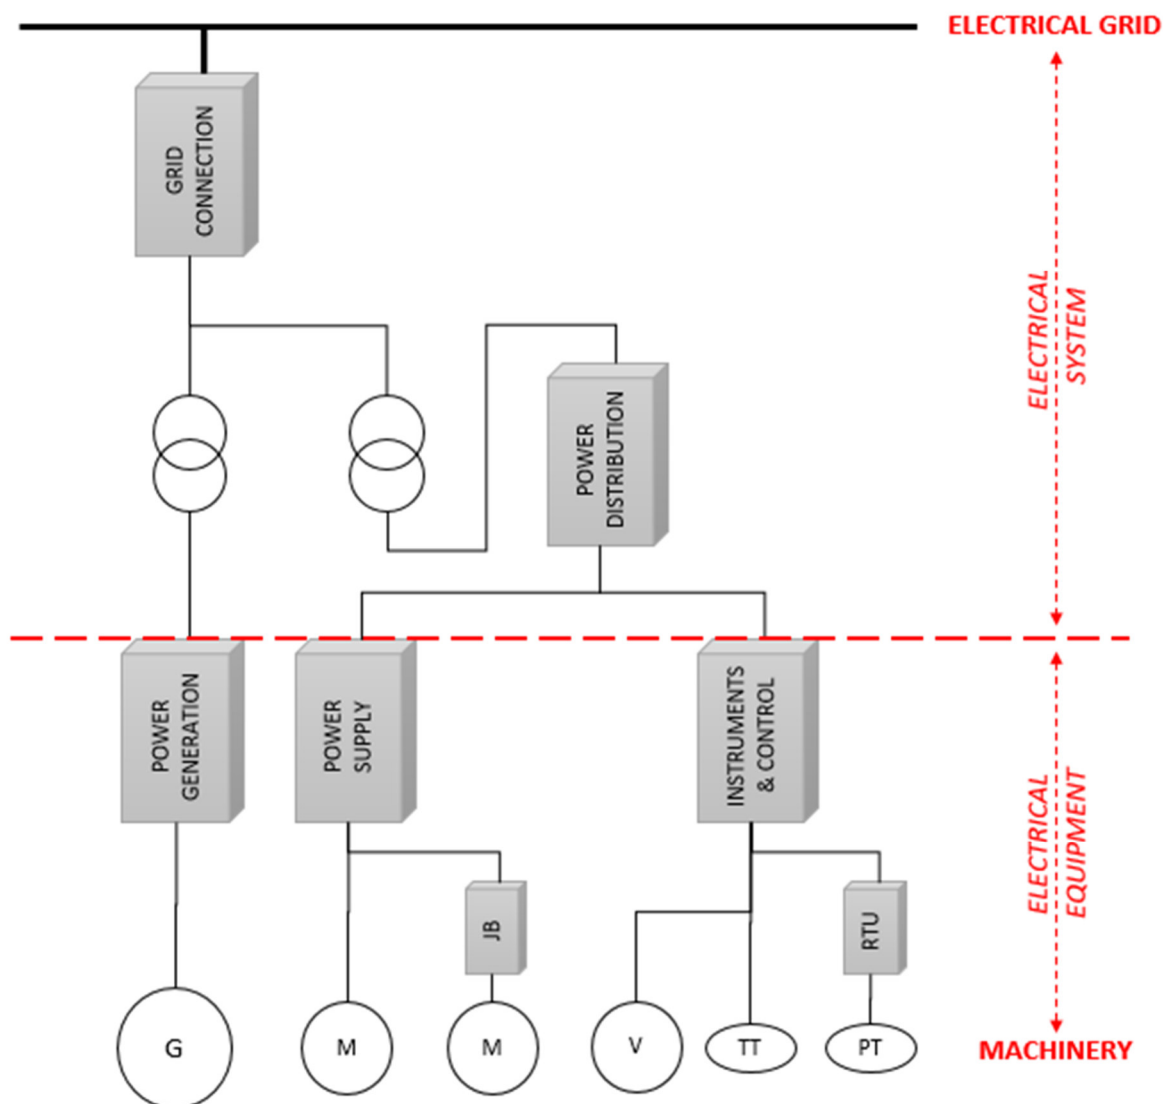 ELECTRICAL GRID
GRID
CONNECTION
ELECTRICAL
SYSTEM
POWER
DISTRIBUTION
POWER
GENERATION
POWER
SUPPLY
INSTRUMENTS
& CONTROL
ELECTRICAL
EQUIPMENT
JB
RTU
G
M
M
V
TT
PT
MACHINERY